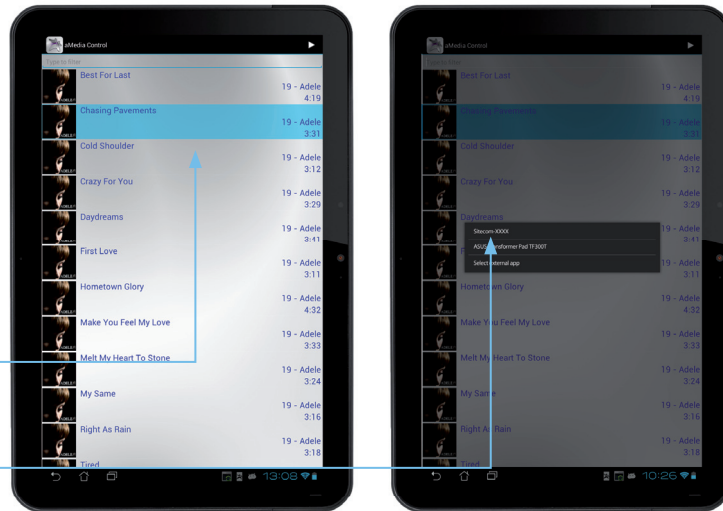 aMedia Control
Type to filter
Best For Last
19 - Adele
4:19
Chasing Pavements
19 - Adele
3:31
Cold Shoulder
19 - Adele
3:12
Crazy For You
19 - Adele
3:29
Daydreams
19 - Adele
3:41
First Love
19 - Adele
3:11
Hometown Glory
19 - Adele
4:32
Make You Feel My Love
19 - Adele
3:33
Melt My Heart To Stone
19 - Adele
3:24
My Same
19 - Adele
3:16
Right As Rain
19 - Adele
3:18
Tired
13:08
aMedia Control
Type to filter
Best For Last
19 - Adele
4:19
Chasing Pavements
19 - Adele
3:31
Cold Shoulder
19 - Adele
3:12
Crazy For You
19 - Adele
3:29
Daydreams
19 - Adele
3:41
Sitecom-XXXX
ASUS Transformer Pad TF300T
Select external app
First Love
19 - Adele
3:11
Hometown Glory
19 - Adele
4:32
Make You Feel My Love
19 - Adele
3:33
Melt My Heart To Stone
19 - Adele
3:24
My Same
19 - Adele
3:16
Right As Rain
19 - Adele
3:18
Tired
10:26